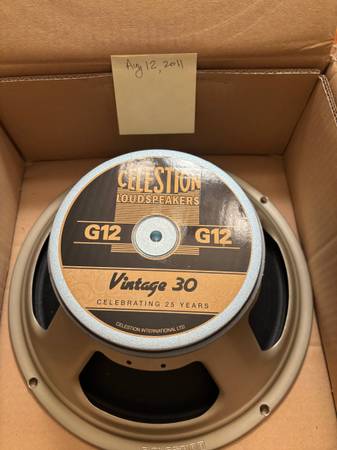 Aug 12, 2011
CELESTION
LOUDSPEAKERS
G12 G12
Vintage 30
CELEBRATING 25 YEARS
CELESTION INTERNATIONAL LTD